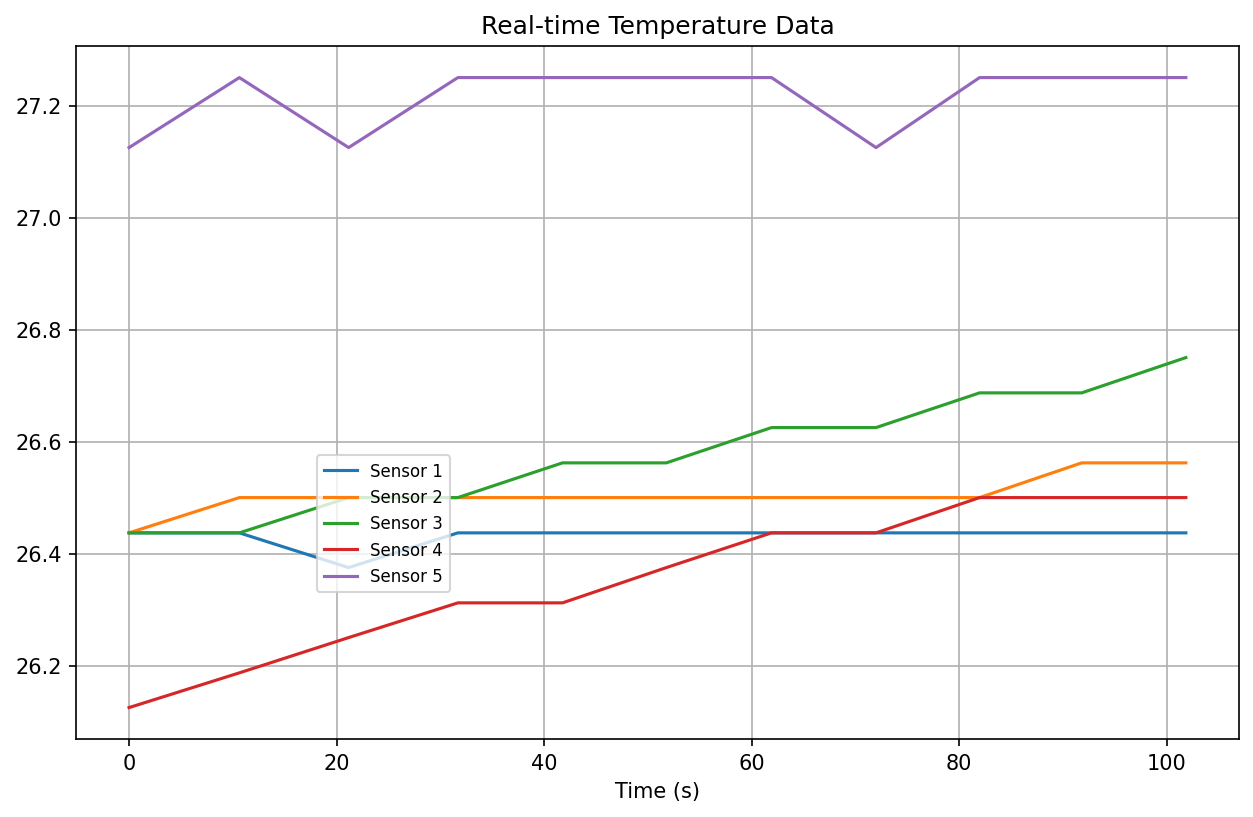 Real-time Temperature Data
27.2
27.0
26.8
26.6
26.4
26.2
Sensor 1
Sensor 2
Sensor 3
Sensor 4
Sensor 5
0 20 40 60 80 100
Time (s)